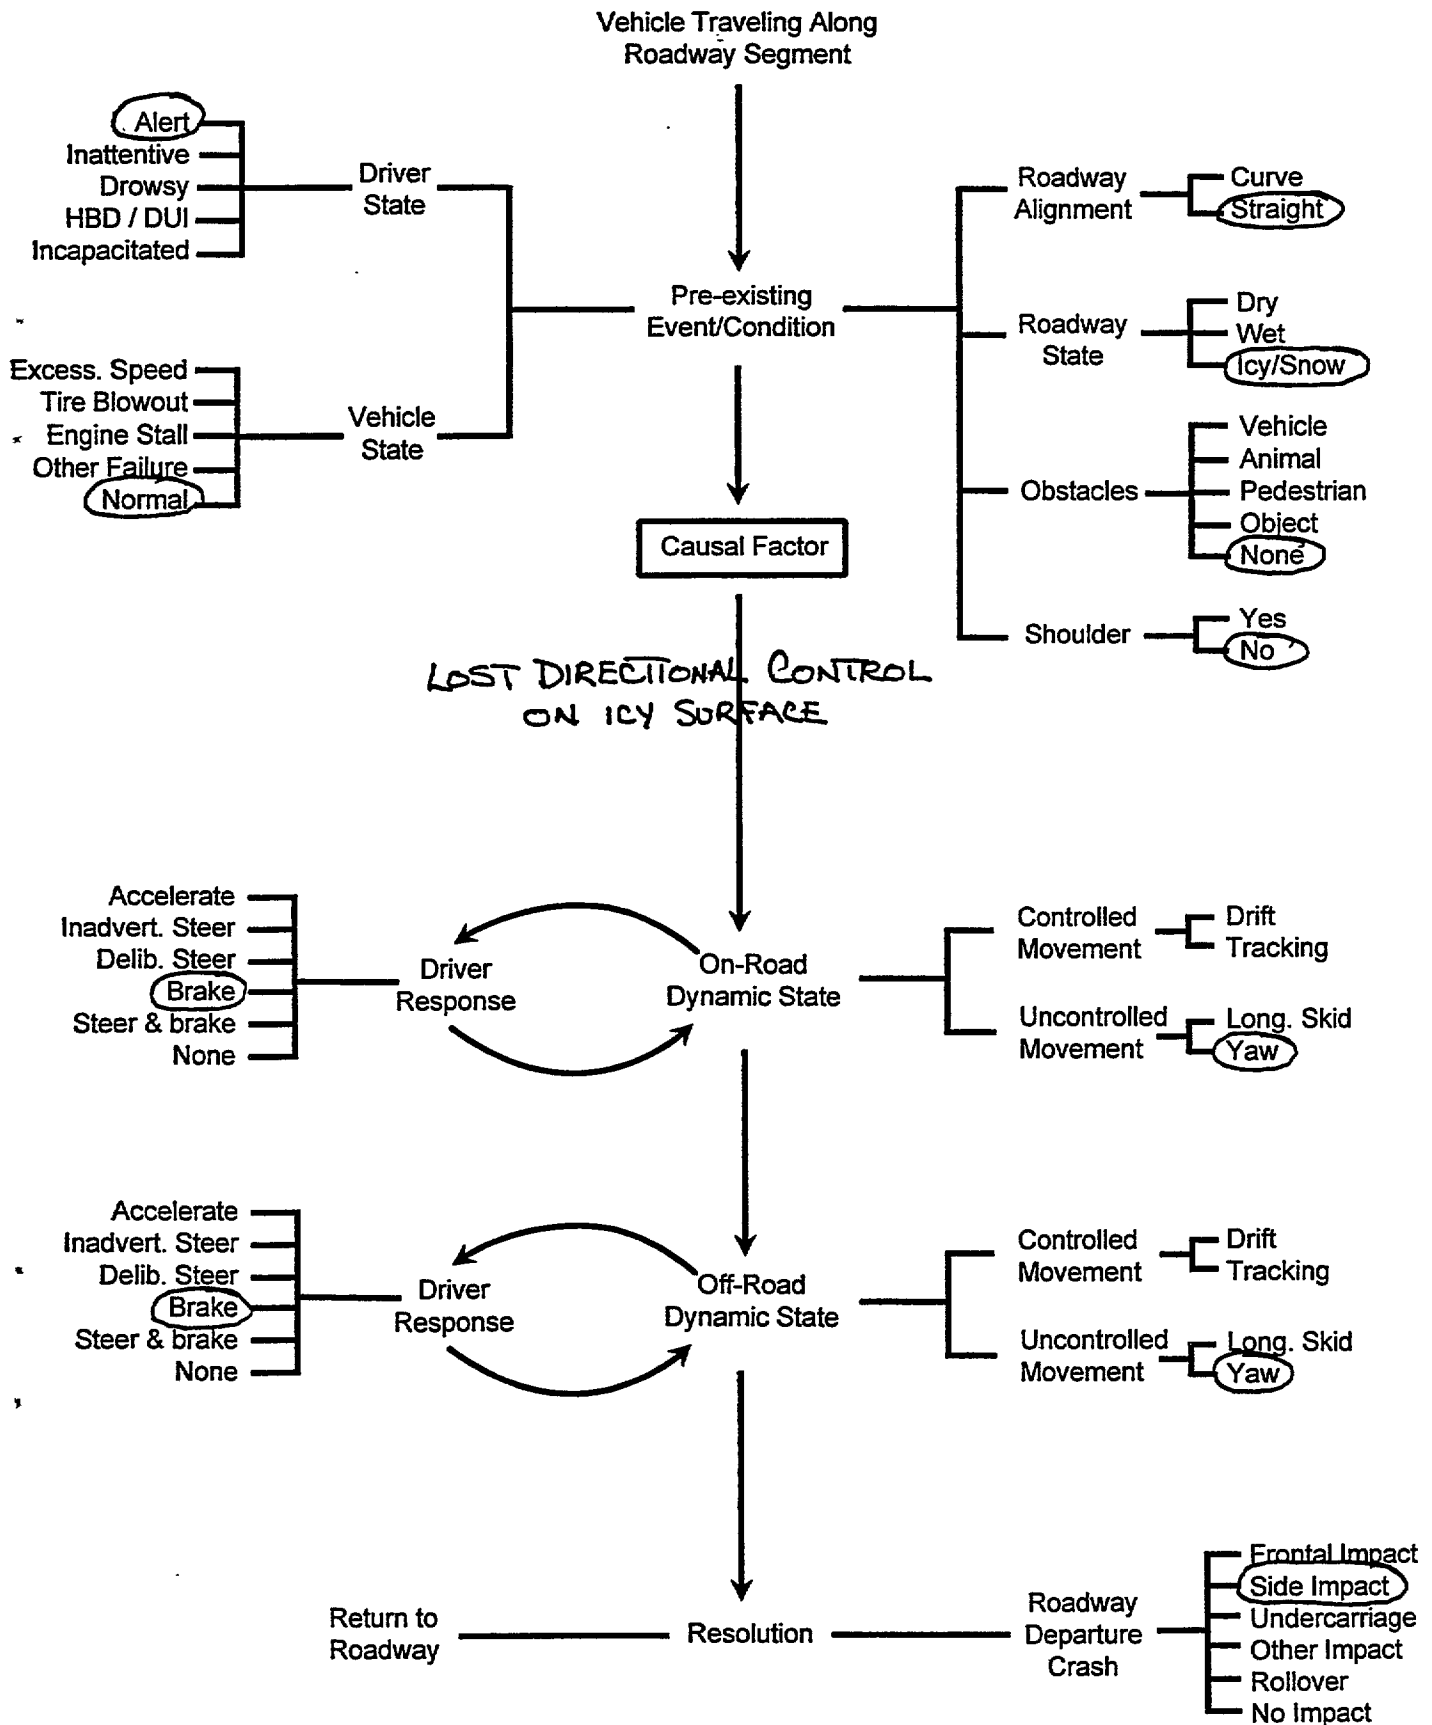 Vehicle Traveling Along
Roadway Segment
Alert
Inattentive
Drowsy
HBD / DUI
Incapacitated
Driver
State
Excess. Speed
Tire Blowout
Engine Stall
Other Failure
Normal
Vehicle
State
Pre-existing
Event/Condition
Roadway
Alignment
Curve
Straight
Roadway
State
Dry
Wet
Icy/Snow
Obstacles
Vehicle
Animal
Pedestrian
Object
None
Shoulder
Yes
No
Causal Factor
LOST DIRECTIONAL CONTROL
ON ICY SURFACE
Accelerate
Inadvert. Steer
Delib. Steer
Brake
Steer & brake
None
Driver
Response
On-Road
Dynamic State
Controlled
Movement
Drift
Tracking
Uncontrolled
Movement
Long. Skid
Yaw
Accelerate
Inadvert. Steer
Delib. Steer
Brake
Steer & brake
None
Driver
Response
Off-Road
Dynamic State
Controlled
Movement
Drift
Tracking
Uncontrolled
Movement
Long. Skid
Yaw
Return to
Roadway
Resolution
Roadway
Departure
Crash
Frontal Impact
Side Impact
Undercarriage
Other Impact
Rollover
No Impact